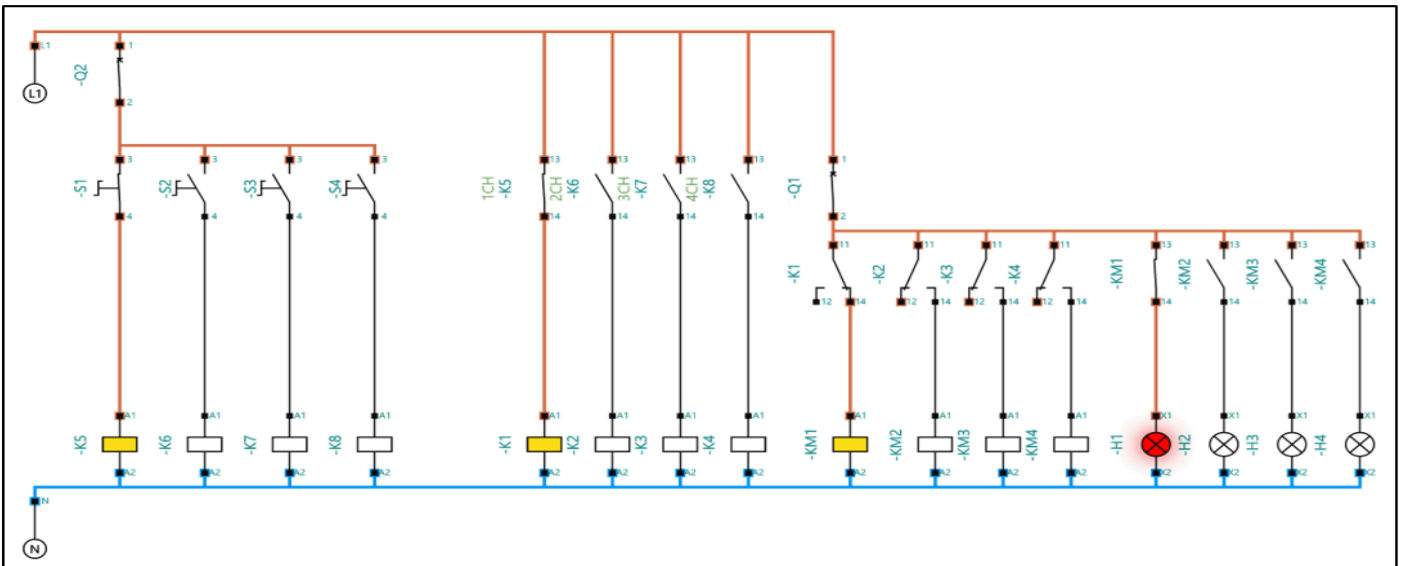 L1
1
-Q2
L1
2
3 3 3 3 13 13 13 13 1
-S1 -S2 -S3 -S4 1CH -K5 2CH -K6 3CH -K7 4CH -K8 -Q1
4 4 4 4 14 14 14 14 2
11 11 11 11 13 13 13 13
-K1 -K2 -K3 -K4 -KM1 -KM2 -KM3 -KM4
12 14 12 14 12 14 12 14 14 14 14 14
A1 A1 A1 A1 A1 A1 A1 A1 A1 A1 A1 A1 X1 X1 X1 X1
-K5 -K6 -K7 -K8 -K1 -K2 -K3 -K4 -KM1 -KM2 -KM3 -KM4 -H1 -H2 -H3 -H4
A2 A2 A2 A2 A2 A2 A2 A2 A2 A2 A2 A2 X2 X2 X2 X2
N
N